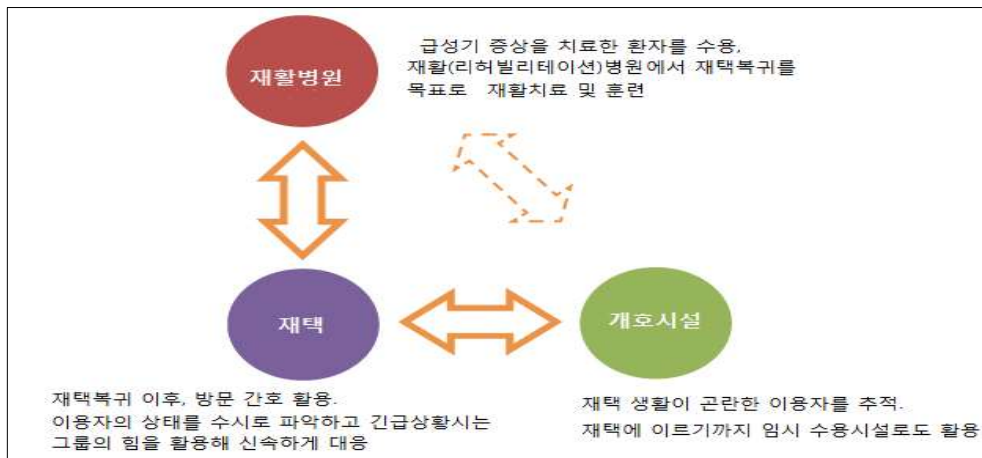 재활병원
급성기 증상을 치료한 환자를 수용,
재활(리허빌리테이션)병원에서 재택복귀를
목표로 재활치료 및 훈련
재택
개호시설
재택복귀 이후, 방문 간호 활용.
이용자의 상태를 수시로 파악하고 긴급상황시는
그룹의 힘을 활용해 신속하게 대응
재택 생활이 곤란한 이용자를 추적.
재택에 이르기까지 임시 수용시설로도 활용